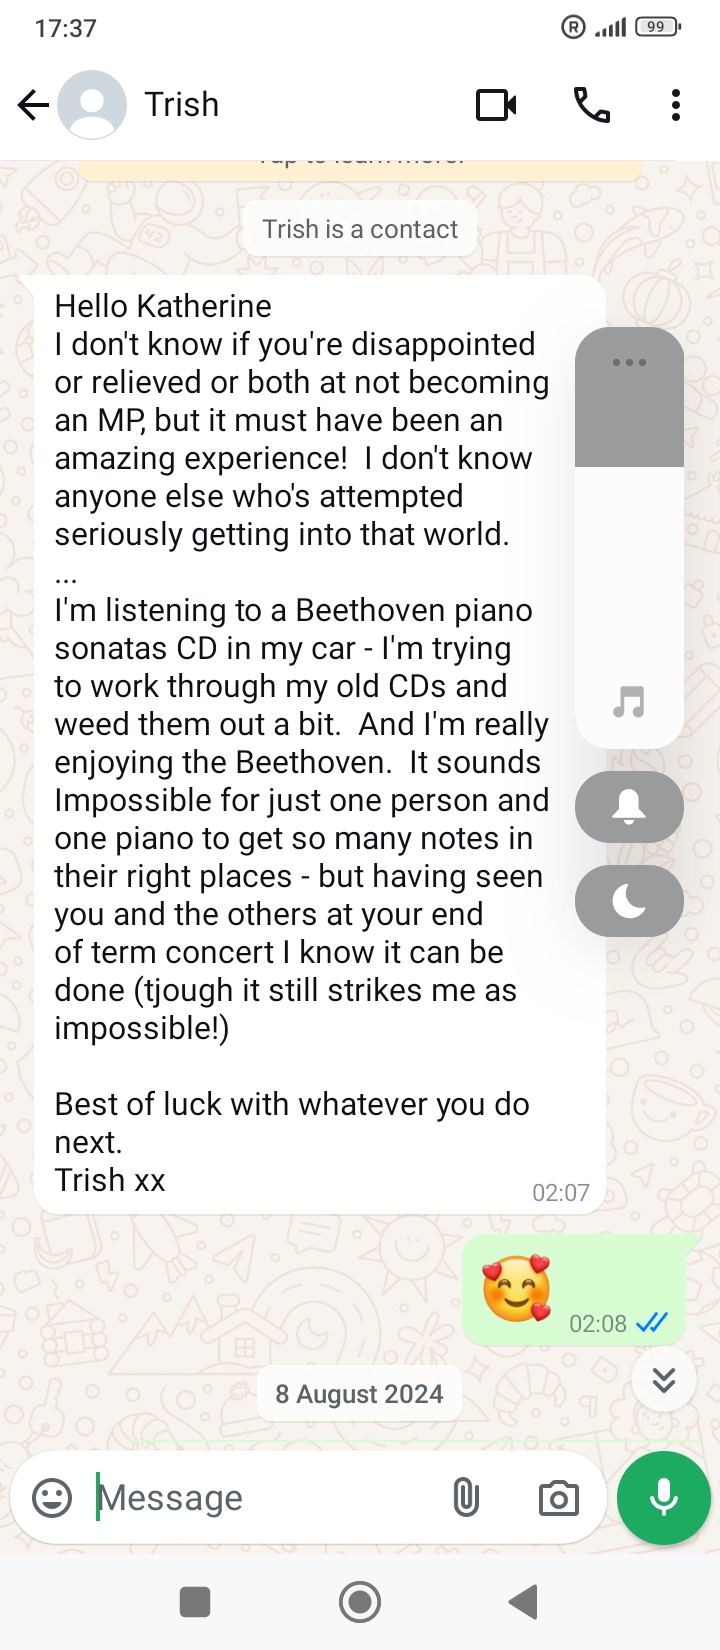 17:37
R
99
Trish
Tap to learn more.
Trish is a contact
Hello Katherine
I don't know if you're disappointed
or relieved or both at not becoming
an MP, but it must have been an
amazing experience!  I don't know
anyone else who's attempted
seriously getting into that world.
...
I'm listening to a Beethoven piano
sonatas CD in my car - I'm trying
to work through my old CDs and
weed them out a bit.  And I'm really
enjoying the Beethoven.  It sounds
Impossible for just one person and
one piano to get so many notes in
their right places - but having seen
you and the others at your end
of term concert I know it can be
done (tjough it still strikes me as
impossible!)
Best of luck with whatever you do
next.
Trish xx
02:07
🥰
02:08
8 August 2024
Message